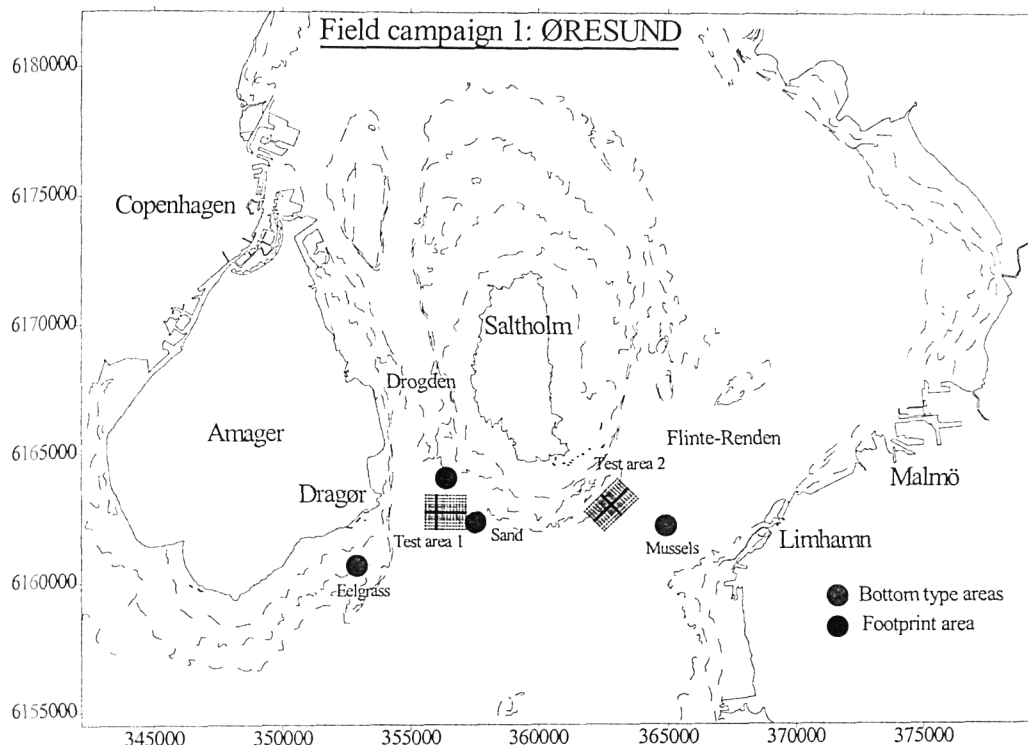 Field campaign 1: ØRESUND
6180000
6175000
Copenhagen
6170000
Saltholm
Drogden
Amager
Flinte-Renden
6165000
Test area 2
Malmö
Dragør
Test area 1
Sand
Mussels
Limhamn
6160000
Eelgrass
Bottom type areas
Footprint area
6155000
345000
350000
355000
360000
365000
370000
375000